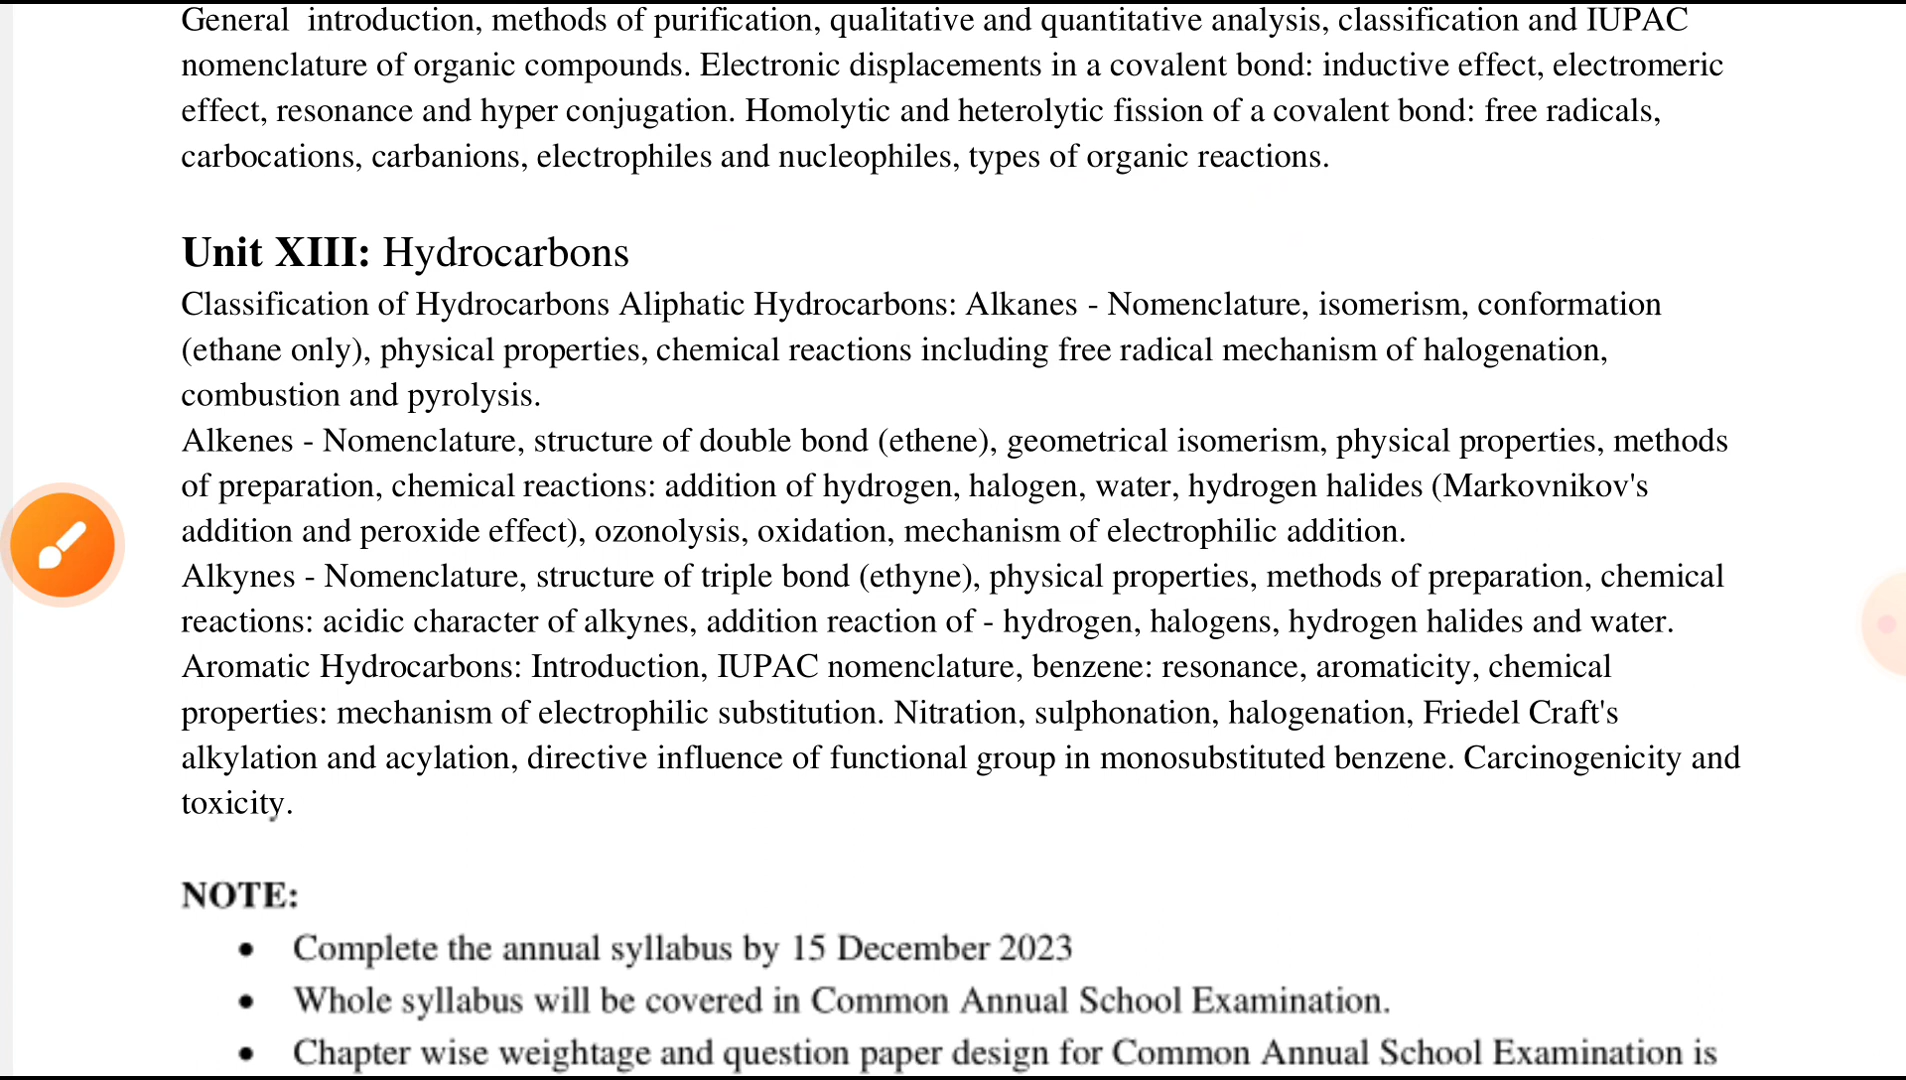 General introduction, methods of purification, qualitative and quantitative analysis, classification and IUPAC
nomenclature of organic compounds. Electronic displacements in a covalent bond: inductive effect, electromeric
effect, resonance and hyper conjugation. Homolytic and heterolytic fission of a covalent bond: free radicals,
carbocations, carbanions, electrophiles and nucleophiles, types of organic reactions.
Unit XIII: Hydrocarbons
Classification of Hydrocarbons Aliphatic Hydrocarbons: Alkanes - Nomenclature, isomerism, conformation
(ethane only), physical properties, chemical reactions including free radical mechanism of halogenation,
combustion and pyrolysis.
Alkenes - Nomenclature, structure of double bond (ethene), geometrical isomerism, physical properties, methods
of preparation, chemical reactions: addition of hydrogen, halogen, water, hydrogen halides (Markovnikov's
addition and peroxide effect), ozonolysis, oxidation, mechanism of electrophilic addition.
Alkynes - Nomenclature, structure of triple bond (ethyne), physical properties, methods of preparation, chemical
reactions: acidic character of alkynes, addition reaction of - hydrogen, halogens, hydrogen halides and water.
Aromatic Hydrocarbons: Introduction, IUPAC nomenclature, benzene: resonance, aromaticity, chemical
properties: mechanism of electrophilic substitution. Nitration, sulphonation, halogenation, Friedel Craft's
alkylation and acylation, directive influence of functional group in monosubstituted benzene. Carcinogenicity and
toxicity.
NOTE:
• Complete the annual syllabus by 15 December 2023
• Whole syllabus will be covered in Common Annual School Examination.
• Chapter wise weightage and question paper design for Common Annual School Examination is